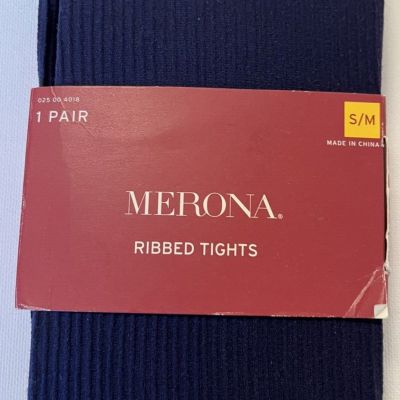 025 00 4018
1 PAIR
S/M
MADE IN CHINA
MERONA®
RIBBED TIGHTS